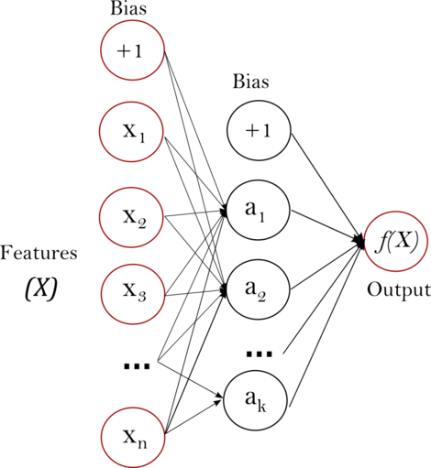 Bias
+1
x1
x2
x3
...
xn
Features
(X)
Bias
+1
a1
a2
...
ak
f(X)
Output